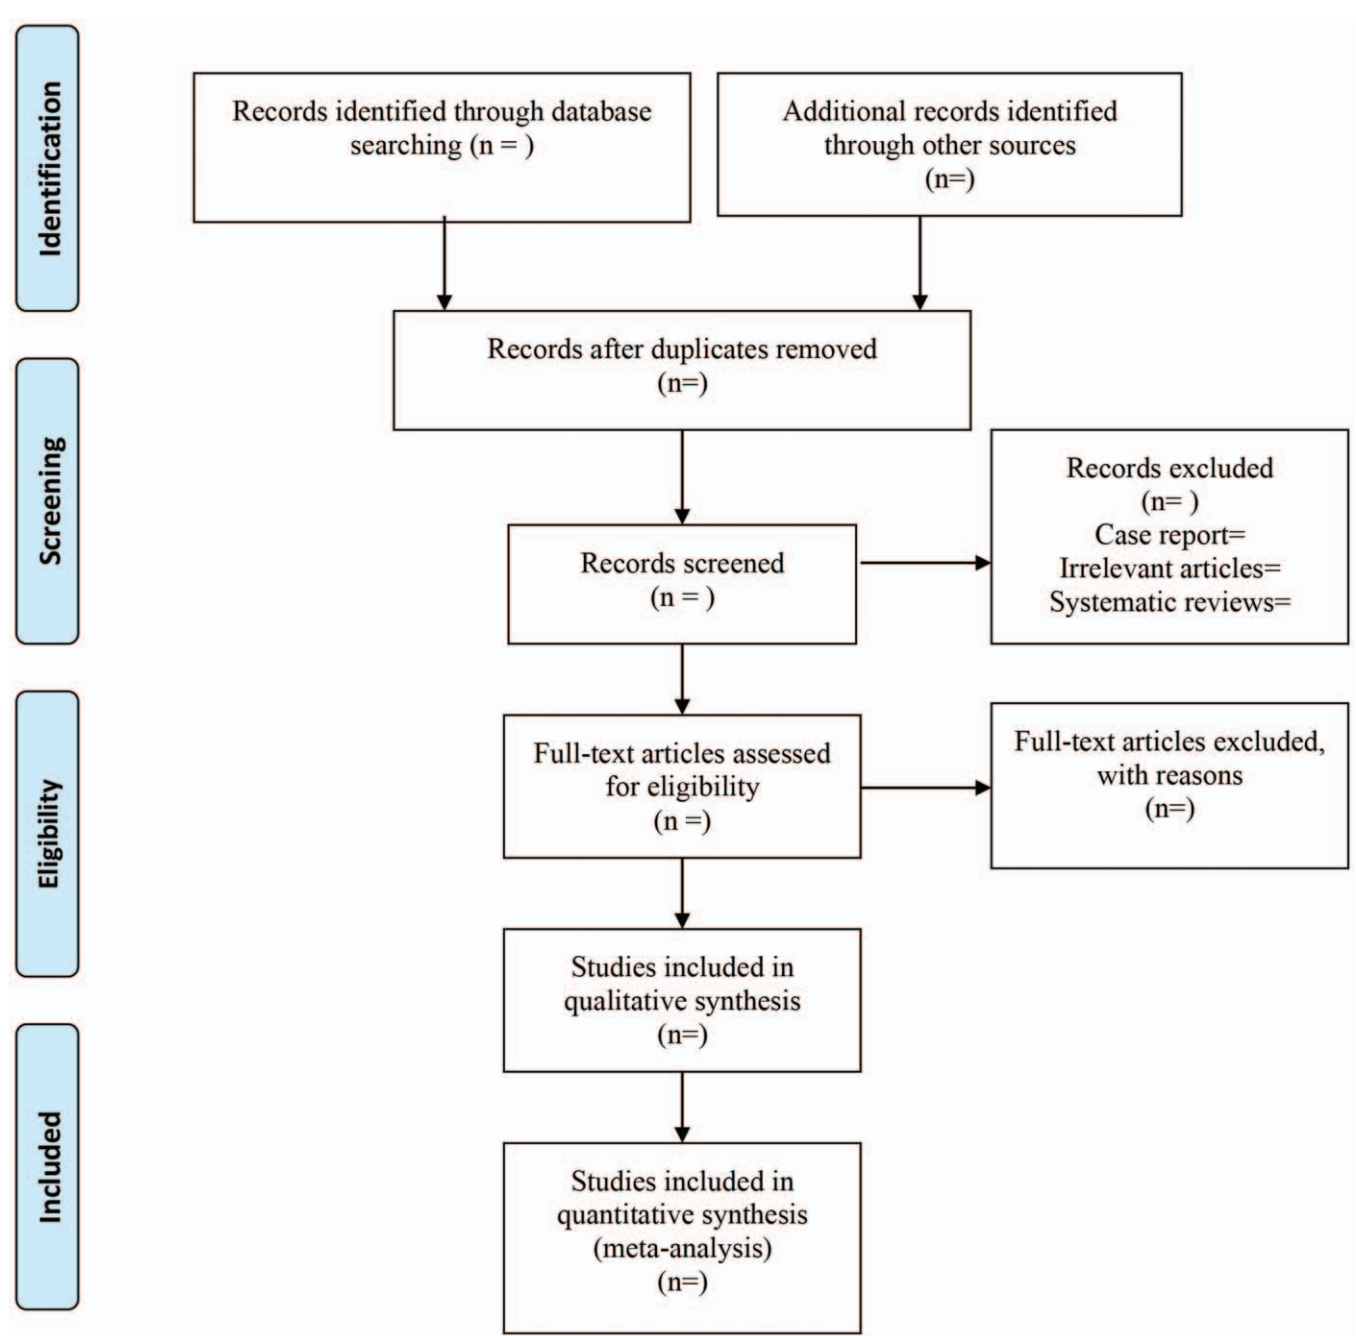 Identification
Records identified through database
searching (n = )
Additional records identified
through other sources
(n=)
Records after duplicates removed
(n=)
Screening
Records screened
(n = )
Records excluded
(n= )
Case report=
Irrelevant articles=
Systematic reviews=
Eligibility
Full-text articles assessed
for eligibility
(n =)
Full-text articles excluded,
with reasons
(n=)
Studies included in
qualitative synthesis
(n=)
Included
Studies included in
quantitative synthesis
(meta-analysis)
(n=)